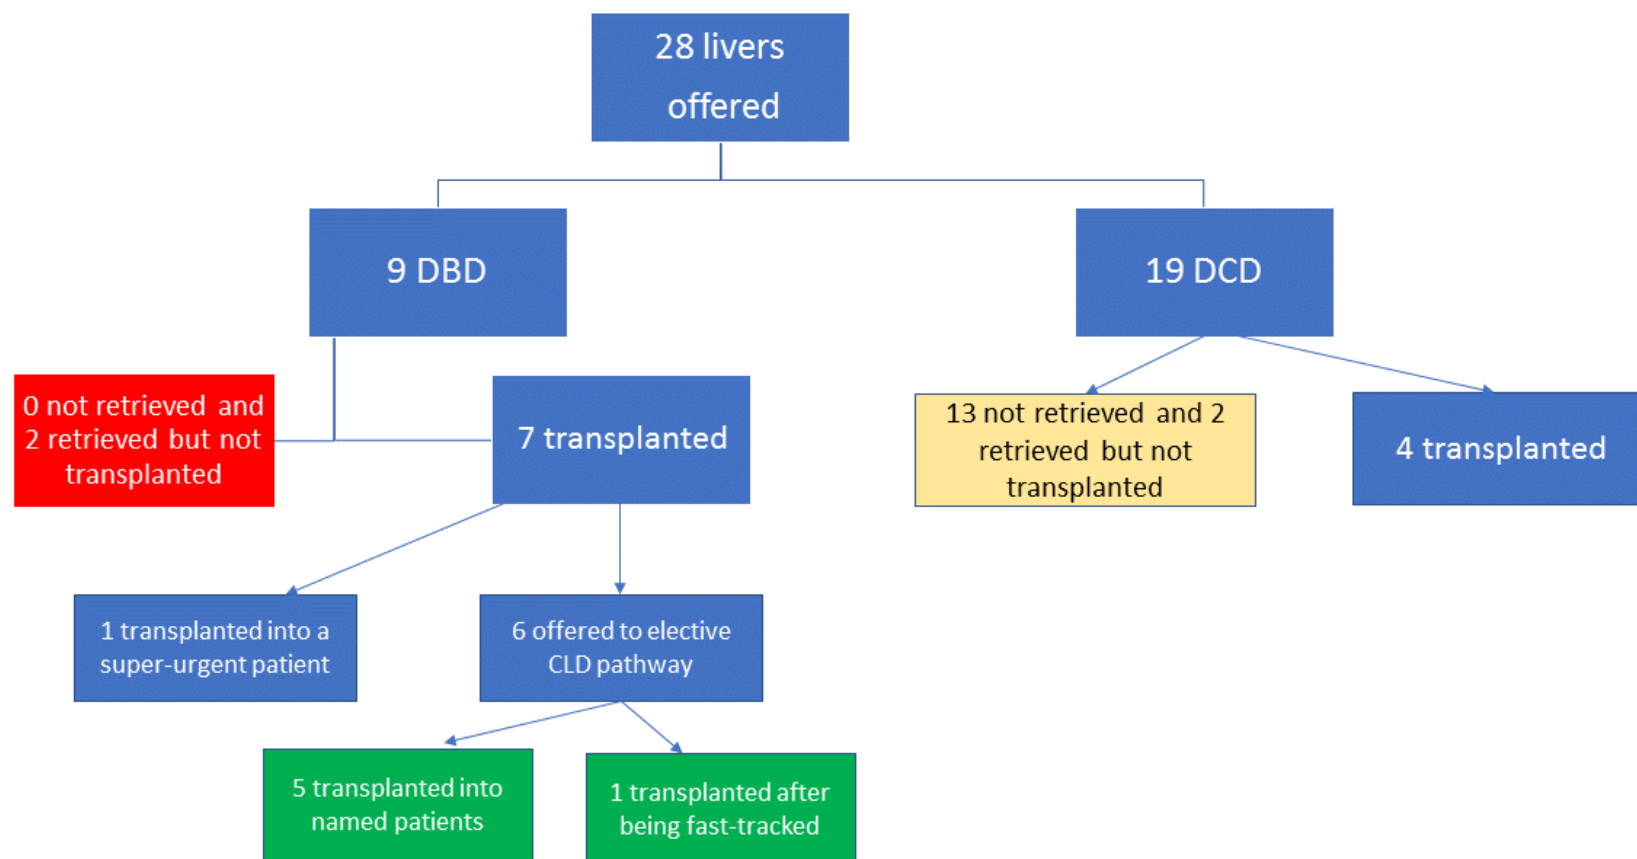 28 livers
offered
9 DBD
19 DCD
0 not retrieved and
2 retrieved but not
transplanted
7 transplanted
13 not retrieved and 2
retrieved but not
transplanted
4 transplanted
1 transplanted into a
super-urgent patient
6 offered to elective
CLD pathway
5 transplanted into
named patients
1 transplanted after
being fast-tracked